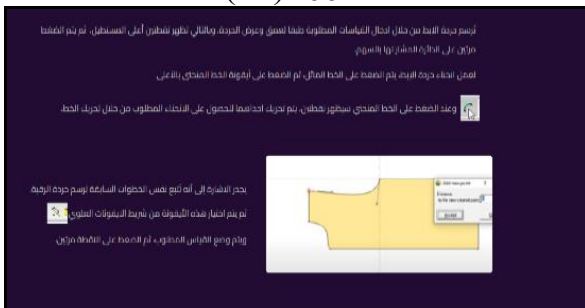 ترسم حردة الابط من خلال ادخال القياسات المطلوبة طبقا لعمق وعرض الحردة، وبالتالي تظهر نقطتين أعلى المستطيل، ثم يتم الضغط
مرتين على الدائرة المشار لها بالسهم.
لعمل انحناء حردة الابط، يتم الضغط على الخط المائل، ثم الضغط على أيقونة الخط المنحني بالأعلى
وعند الضغط على الخط المنحني سيظهر نقطتين، يتم تحريك احداهما للحصول على الانحناء المطلوب من خلال تحريك الخط.
يجدر الاشارة إلى أنه تتبع نفس الخطوات السابقة لرسم حردة الرقبة
ثم يتم اختيار هذه الأيقونة من شريط الايقونات العلوي
ويتم وضع القياس المطلوب، ثم الضغط على النقطة مرتين.